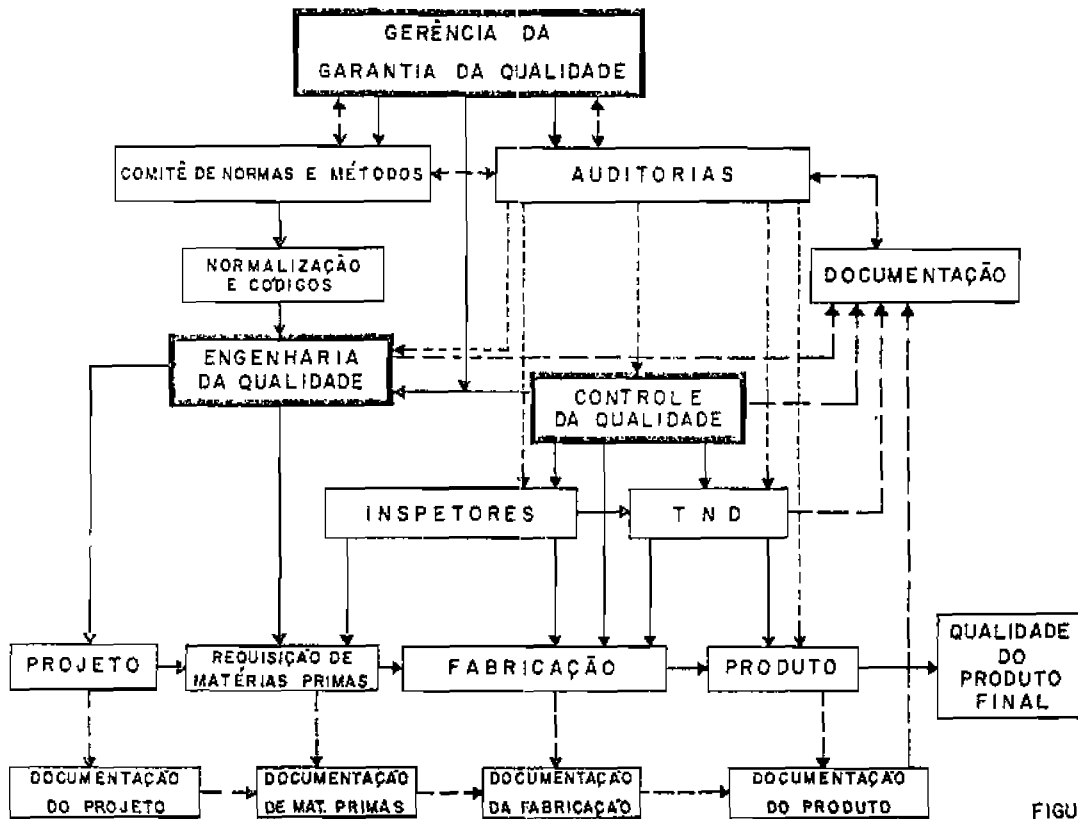 GERÊNCIA DA
GARANTIA DA QUALIDADE
COMITÊ DE NORMAS E MÉTODOS
AUDITORIAS
NORMALIZAÇÃO
E CÓDIGOS
DOCUMENTAÇÃO
ENGENHARIA
DA QUALIDADE
CONTROLE
DA QUALIDADE
INSPETORES
TND
PROJETO
REQUISIÇÃO DE
MATÉRIAS PRIMAS
FABRICAÇÃO
PRODUTO
QUALIDADE
DO
PRODUTO
FINAL
DOCUMENTAÇÃO
DO PROJETO
DOCUMENTAÇÃO
DE MAT. PRIMAS
DOCUMENTAÇÃO
DA FABRICAÇÃO
DOCUMENTAÇÃO
DO PRODUTO
FIGU